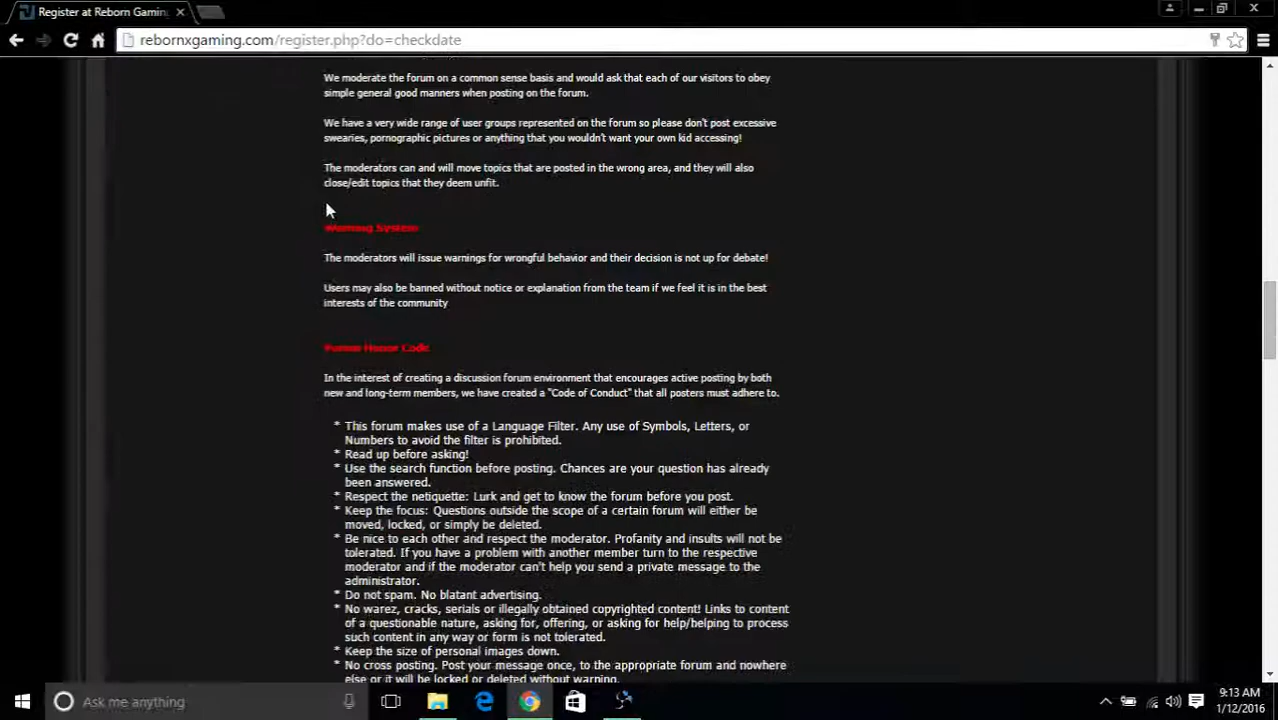 Register at Reborn Gaming
rebornxgaming.com/register.php?do=checkdate
We moderate the forum on a common sense basis and would ask that each of our visitors to obey
simple general good manners when posting on the forum.
We have a very wide range of user groups represented on the forum so please don't post excessive
swearies, pornographic pictures or anything that you wouldn't want your own kid accessing!
The moderators can and will move topics that are posted in the wrong area, and they will also
close/edit topics that they deem unfit.
Warning System
The moderators will issue warnings for wrongful behavior and their decision is not up for debate!
Users may also be banned without notice or explanation from the team if we feel it is in the best
interests of the community
Forum Honor Code
In the interest of creating a discussion forum environment that encourages active posting by both
new and long-term members, we have created a "Code of Conduct" that all posters must adhere to.
* This forum makes use of a Language Filter. Any use of Symbols, Letters, or
Numbers to avoid the filter is prohibited.
* Read up before asking!
* Use the search function before posting. Chances are your question has already
been answered.
* Respect the netiquette: Lurk and get to know the forum before you post.
* Keep the focus: Questions outside the scope of a certain forum will either be
moved, locked, or simply be deleted.
* Be nice to each other and respect the moderator. Profanity and insults will not be
tolerated. If you have a problem with another member turn to the respective
moderator and if the moderator can't help you send a private message to the
administrator.
* Do not spam. No blatant advertising.
* No warez, cracks, serials or illegally obtained copyrighted content! Links to content
of a questionable nature, asking for, offering, or asking for help/helping to process
such content in any way or form is not tolerated.
* Keep the size of personal images down.
* No cross posting. Post your message once, to the appropriate forum and nowhere
else or it will be locked or deleted without warning.
Ask me anything
9:13 AM
1/12/2016